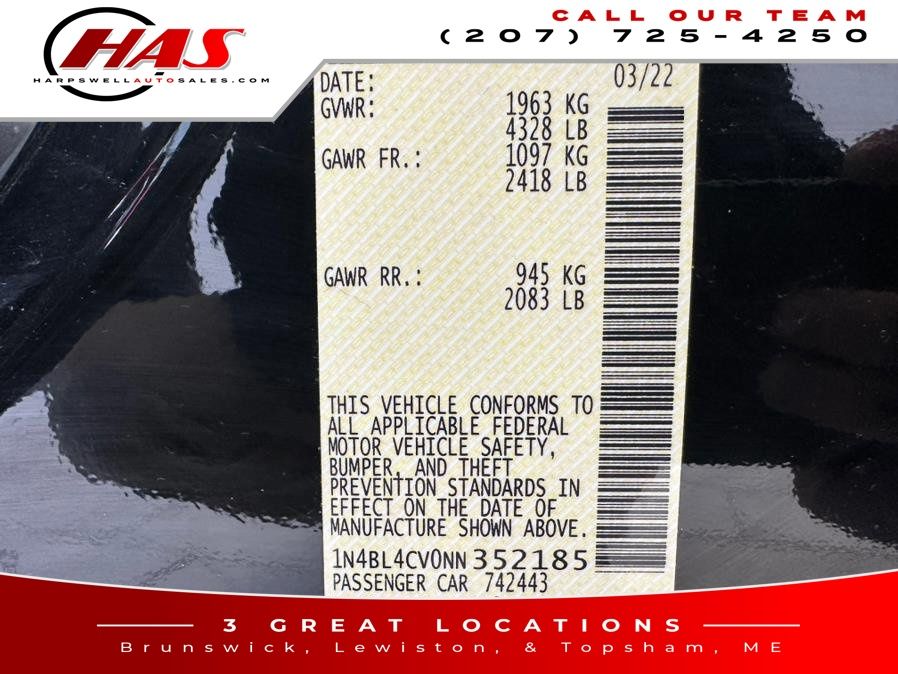 HAS
HARPSWELLAUTOSALES.COM
CALL OUR TEAM
(207) 725-4250
DATE: 03/22
GVWR: 1963 KG
4328 LB
GAWR FR.: 1097 KG
2418 LB
GAWR RR.: 945 KG
2083 LB
THIS VEHICLE CONFORMS TO
ALL APPLICABLE FEDERAL
MOTOR VEHICLE SAFETY,
BUMPER, AND THEFT
PREVENTION STANDARDS IN
EFFECT ON THE DATE OF
MANUFACTURE SHOWN ABOVE.
1N4BL4CV0NN352185
PASSENGER CAR 742443
3 GREAT LOCATIONS
Brunswick, Lewiston, & Topsham, ME